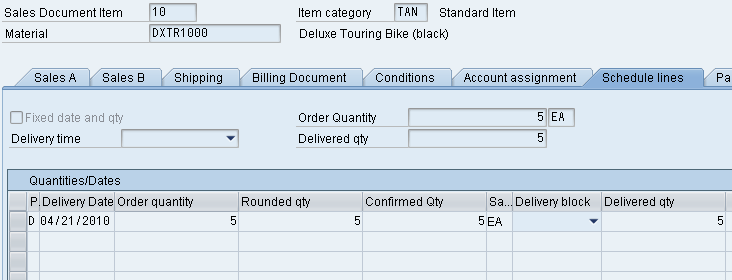 Sales Document Item 10 Item category TAN Standard Item
Material DXTR1000 Deluxe Touring Bike (black)
Sales A Sales B Shipping Billing Document Conditions Account assignment Schedule lines Pa
Fixed date and qty Order Quantity 5 EA
Delivery time Delivered qty 5
Quantities/Dates
P. Delivery Date Order quantity Rounded qty Confirmed Qty Sa... Delivery block Delivered qty
D 04/21/2010 5 5 5 EA 5